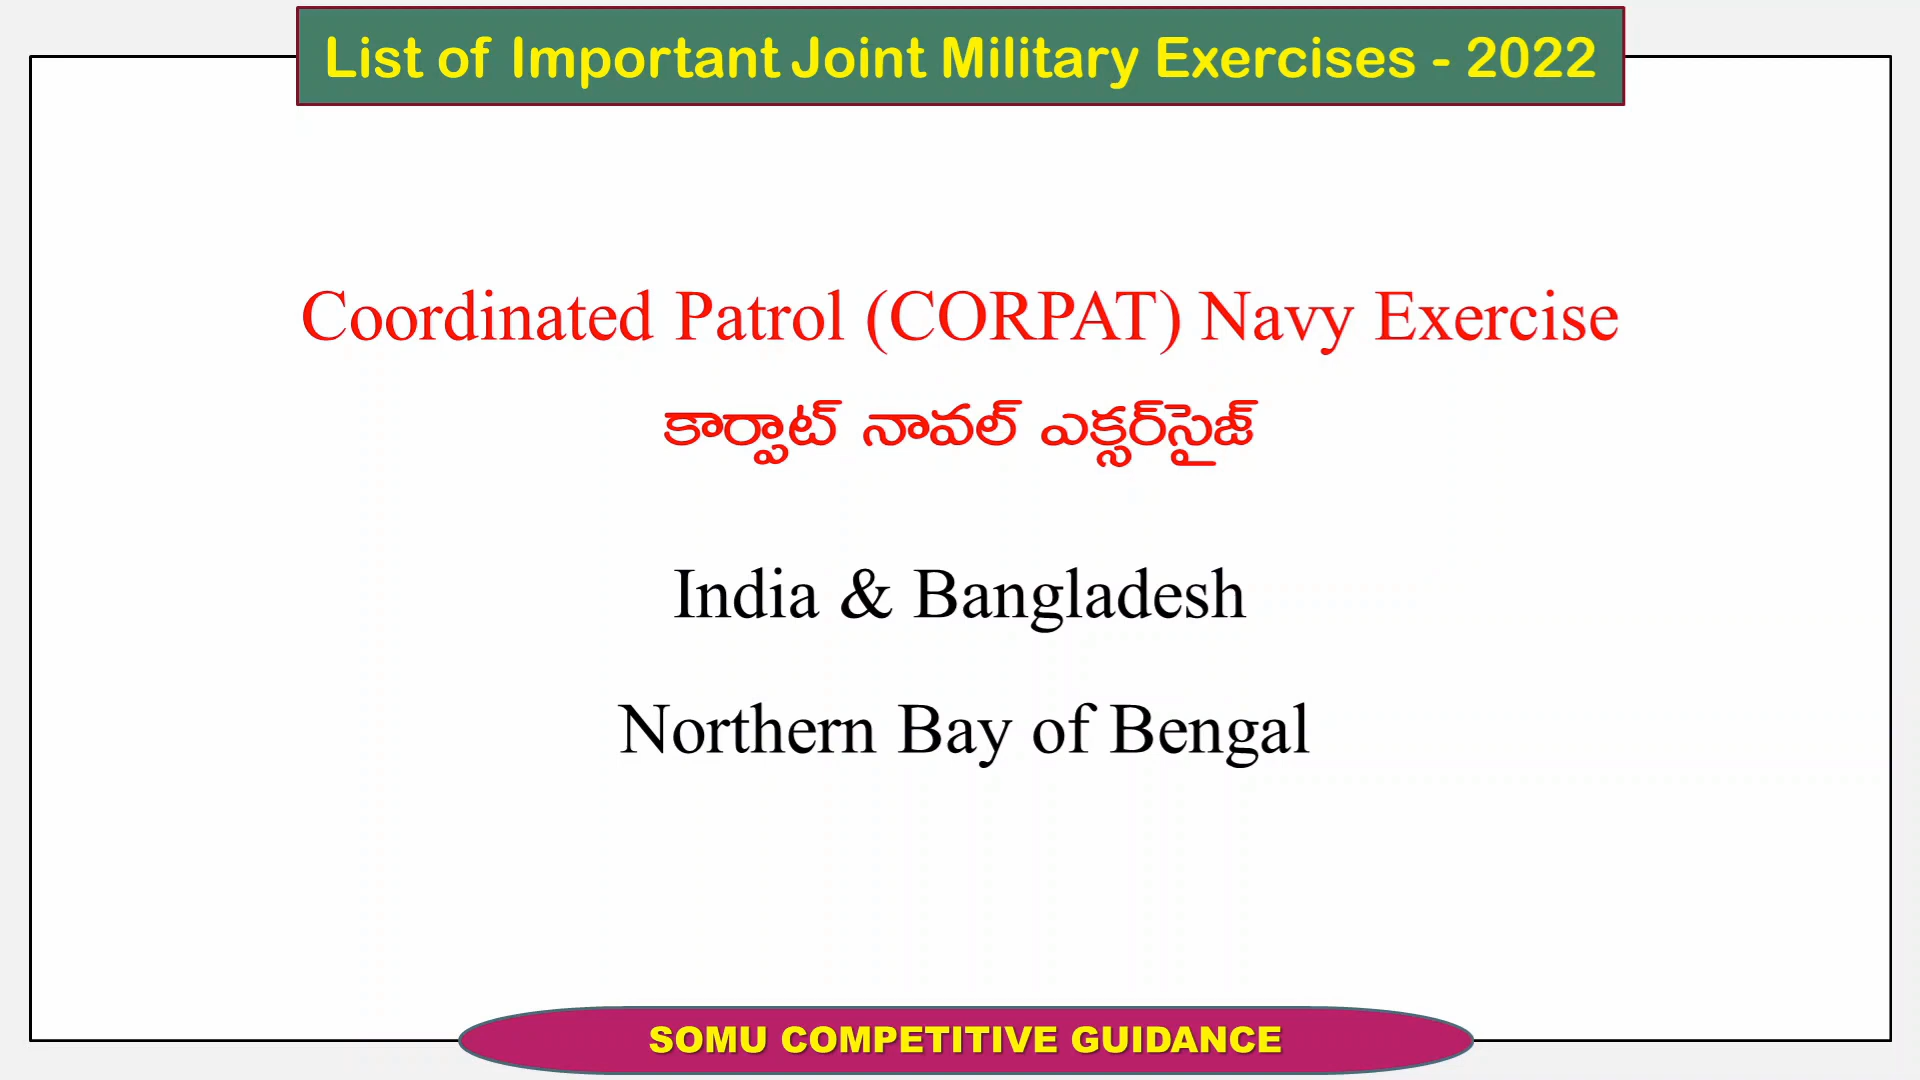 List of Important Joint Military Exercises - 2022
Coordinated Patrol (CORPAT) Navy Exercise
కార్పాట్ నావల్ ఎక్సర్‌సైజ్
India & Bangladesh
Northern Bay of Bengal
SOMU COMPETITIVE GUIDANCE